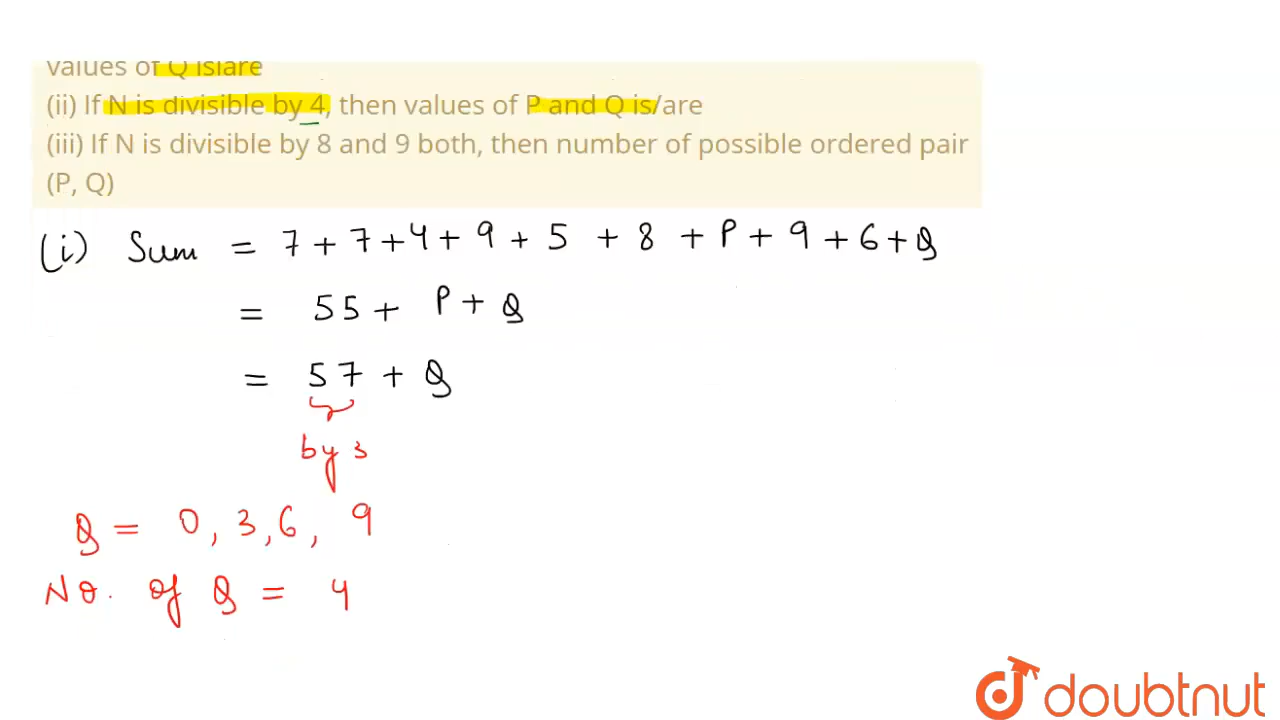 values of Q is/are
(ii) If N is divisible by 4, then values of P and Q is/are
(iii) If N is divisible by 8 and 9 both, then number of possible ordered pair
(P, Q)
(i) Sum = 7+7+4+9+5+8+P+9+6+Q
= 55+ P+Q
= 57+Q
by 3
Q = 0, 3, 6, 9
No. of Q = 4
doubtnut